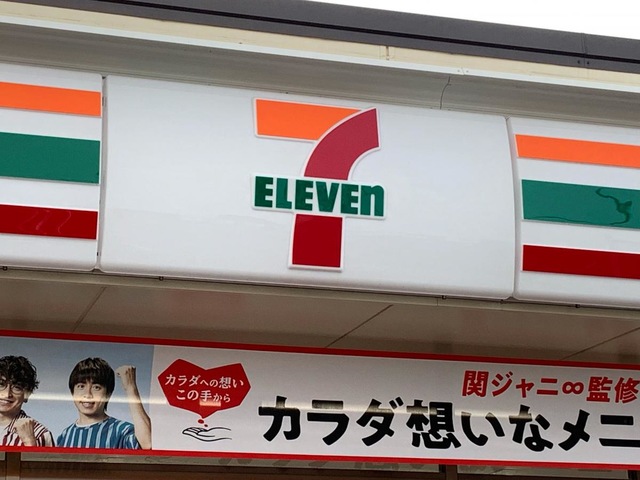 7
ELEVEn
カラダへの想い
この手から
関ジャニ∞監修
カラダ想いなメニ